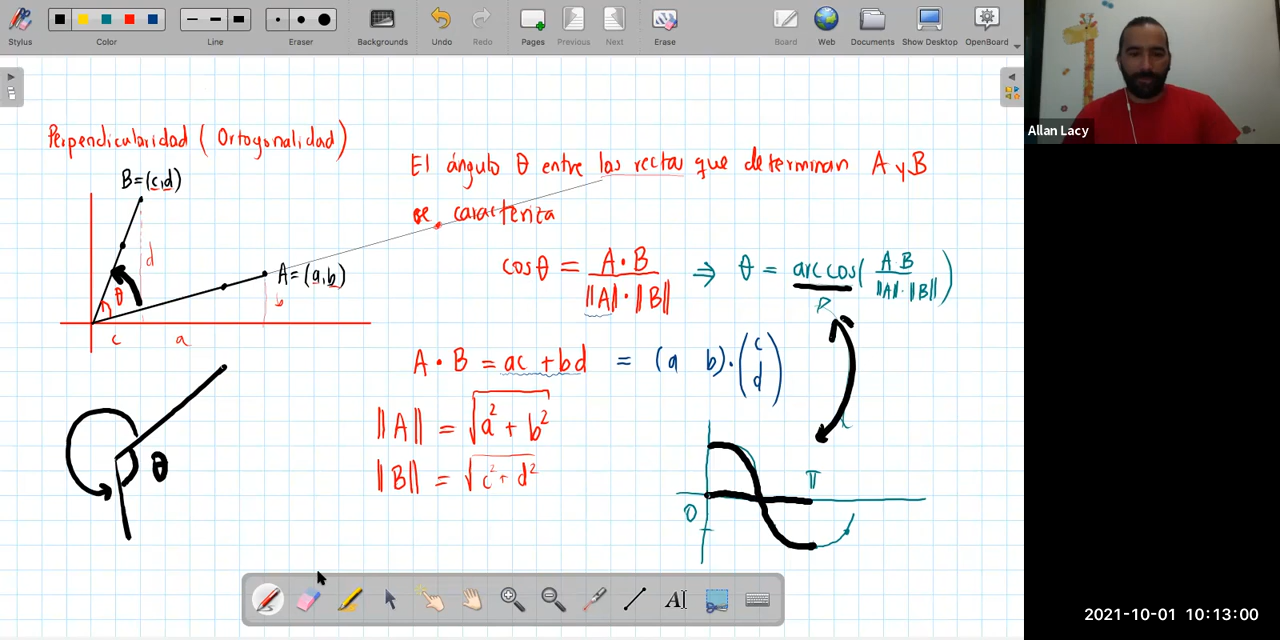 Stylus Color Line Eraser Backgrounds Undo Redo Pages Previous Next Erase Board Web Documents Show Desktop OpenBoard
Allan Lacy
Perpendicularidad (Ortogonalidad)
El ángulo θ entre las rectas que determinan A y B
se caracteriza
B = (c,d)
d
A = (a,b)
θ
b
c a
cosθ = A · B / ||A|| · ||B|| ⇒ θ = arccos( A B / ||A|| · ||B|| )
A · B = ac + bd = (a b) · (c d)
||A|| = √a² + b²
||B|| = √c² + d²
θ
π
0
2021-10-01 10:13:00